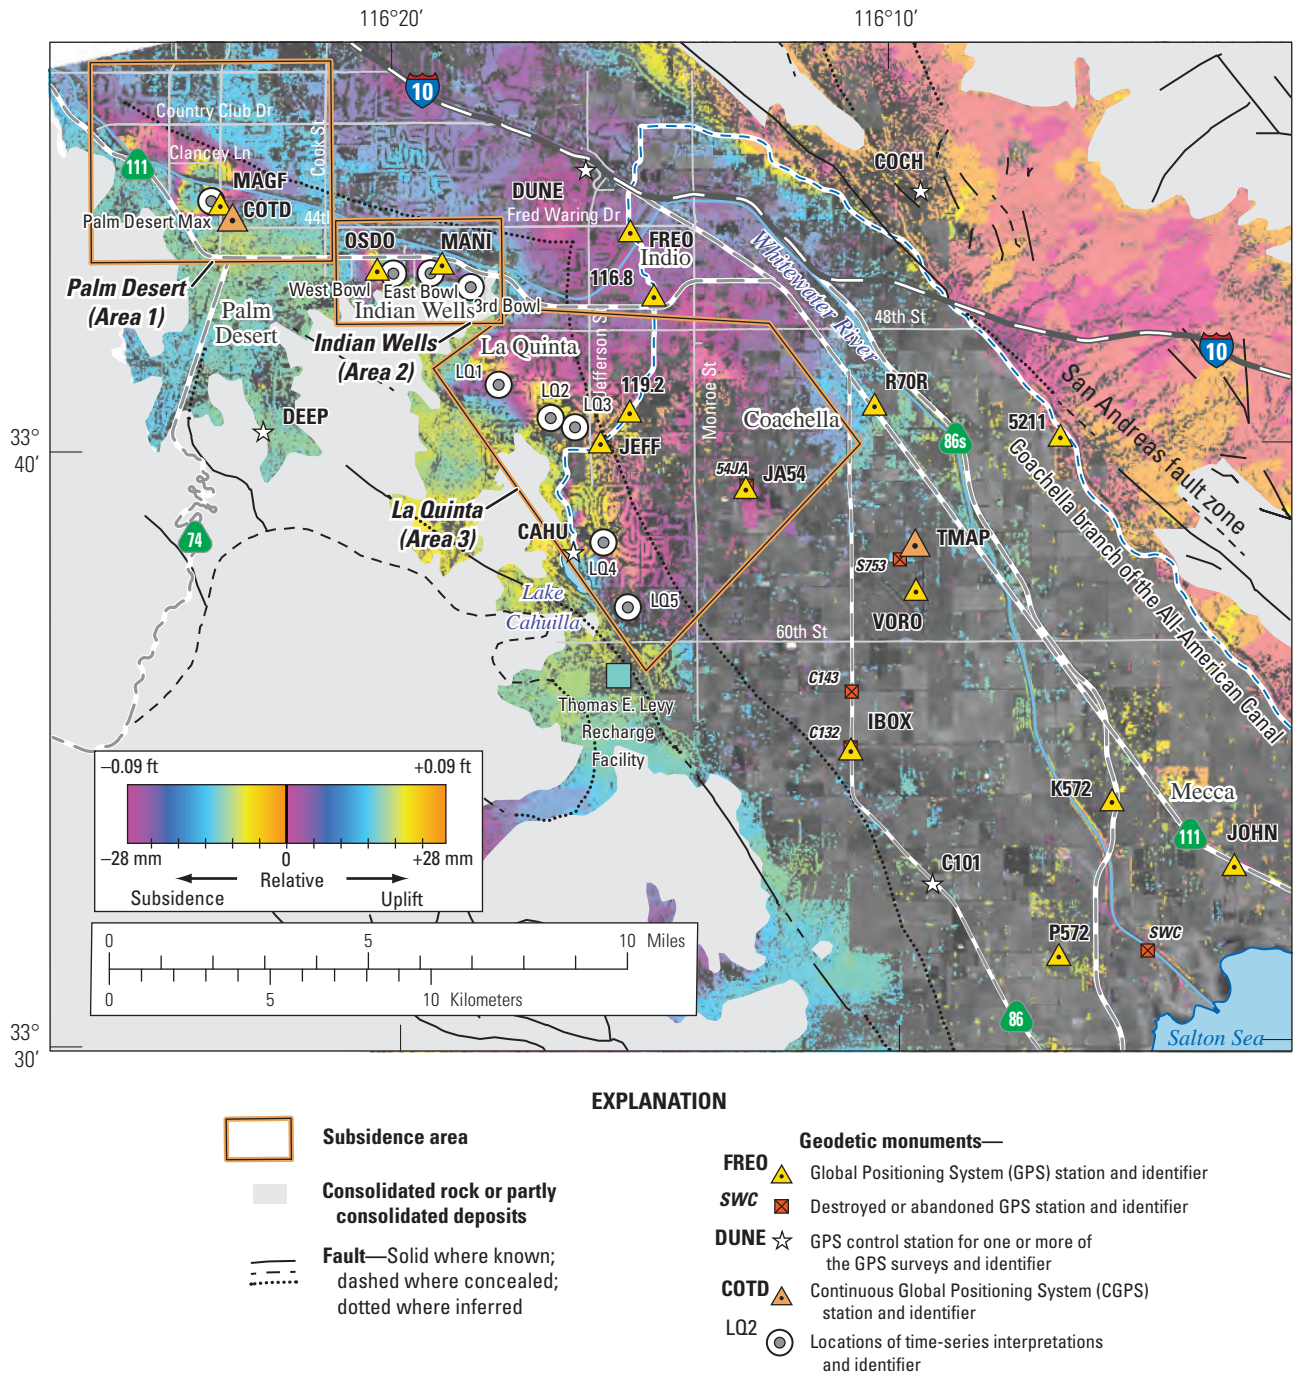 116°20′
116°10′
10
Country Club Dr
Cook St
Clancey Ln
111
MAGF
COTD
Palm Desert Max
44th
DUNE
Fred Waring Dr
COCH
OSDO
MANI
FREO
Indio
Whitewater River
116.8
West Bowl
East Bowl
3rd Bowl
Indian Wells
Palm Desert
(Area 1)
Palm
Desert
Indian Wells
(Area 2)
48th St
10
La Quinta
Jefferson St
Monroe St
LQ1
LQ2
LQ3
119.2
R70R
San Andreas fault zone
DEEP
JEFF
Coachella
86s
5211
33°
40′
54JA
JA54
Coachella branch of the All-American Canal
La Quinta
(Area 3)
74
CAHU
TMAP
S753
LQ4
Lake
Cahuilla
LQ5
VORO
60th St
Thomas E. Levy
Recharge
Facility
C143
C132
IBOX
K572
Mecca
111
JOHN
–0.09 ft
+0.09 ft
–28 mm
0
+28 mm
Relative
Subsidence
Uplift
C101
0
5
10 Miles
0
5
10 Kilometers
P572
SWC
86
33°
30′
Salton Sea
EXPLANATION
Subsidence area
Consolidated rock or partly
consolidated deposits
Fault—Solid where known;
dashed where concealed;
dotted where inferred
Geodetic monuments—
FREO
Global Positioning System (GPS) station and identifier
SWC
Destroyed or abandoned GPS station and identifier
DUNE
GPS control station for one or more of
the GPS surveys and identifier
COTD
Continuous Global Positioning System (CGPS)
station and identifier
LQ2
Locations of time-series interpretations
and identifier